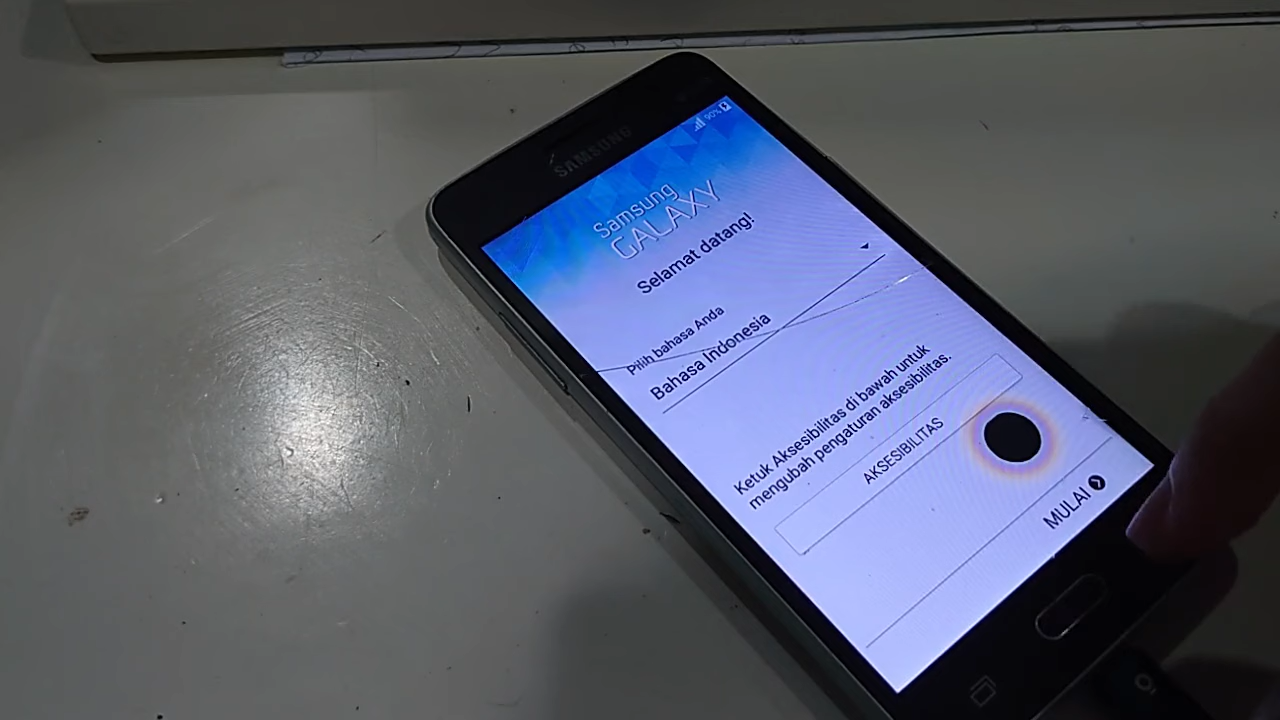 SAMSUNG
90%
Samsung
GALAXY
Selamat datang!
Pilih bahasa Anda
Bahasa Indonesia
Ketuk Aksesibilitas di bawah untuk
mengubah pengaturan aksesibilitas.
AKSESIBILITAS
MULAI